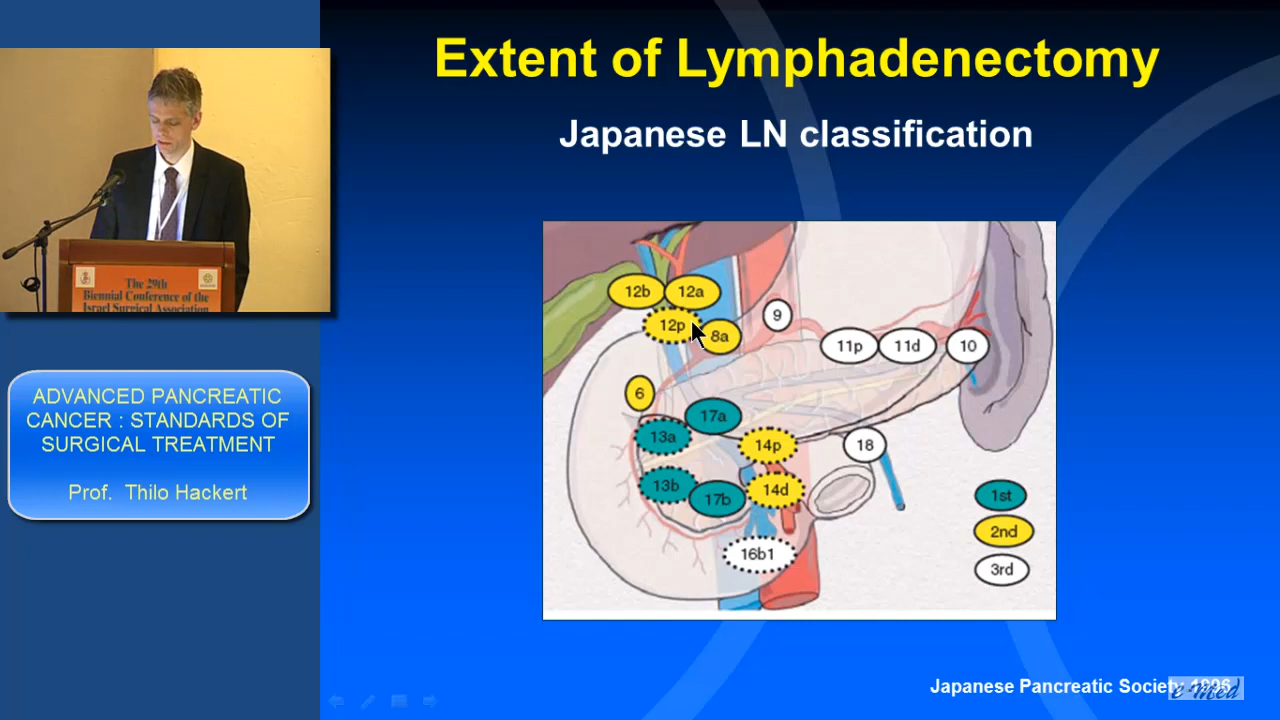 Extent of Lymphadenectomy
Japanese LN classification
The 29th
Biennial Conference of the
Israel Surgical Association
ADVANCED PANCREATIC
CANCER : STANDARDS OF
SURGICAL TREATMENT
Prof. Thilo Hackert
12b
12a
12p
8a
9
11p
11d
10
6
17a
13a
14p
18
13b
17b
14d
16b1
1st
2nd
3rd
Japanese Pancreatic Society 1996
e-Med